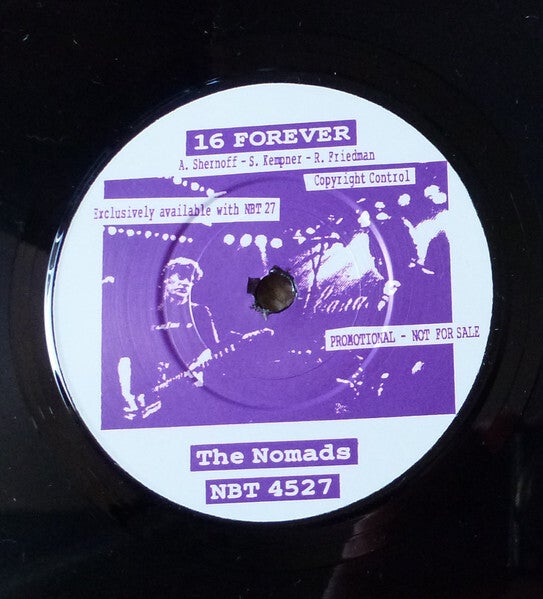 16 FOREVER
A. Shernoff - S. Kempner - R. Friedman
Copyright Control
Exclusively available with NBT 27
PROMOTIONAL - NOT FOR SALE
The Nomads
NBT 4527